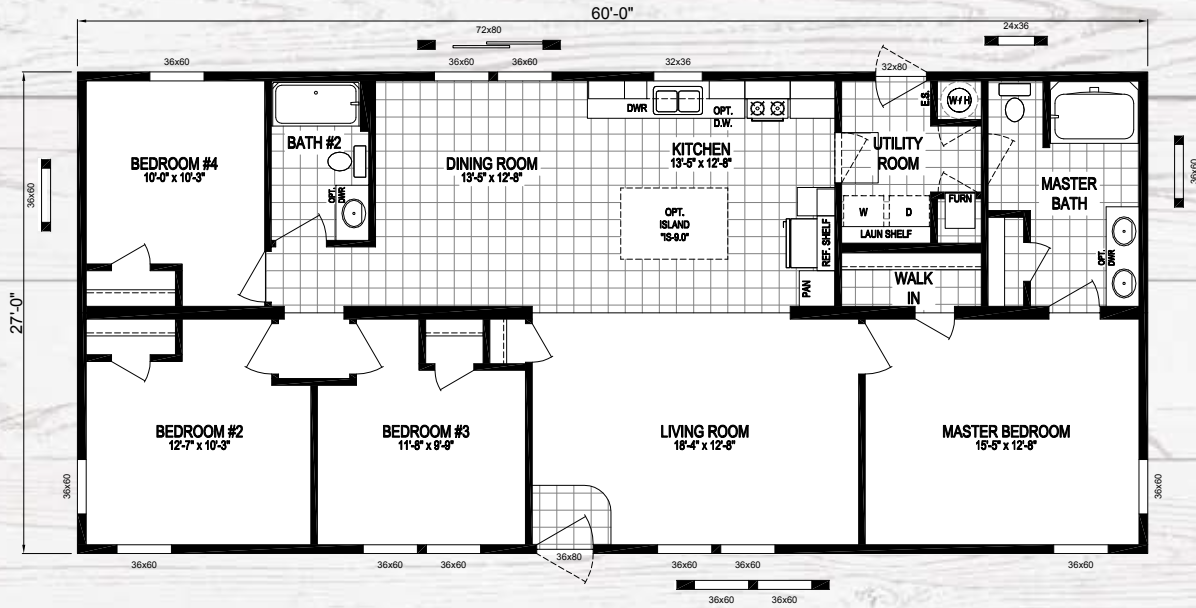 60'-0"
72x80
24x36
36x60
36x60
36x60
32x36
32x80
DWR
OPT.
D.W.
E.S.
W/H
BATH #2
BEDROOM #4
10'-0" x 10'-3"
DINING ROOM
13'-5" x 12'-8"
KITCHEN
13'-5" x 12'-8"
UTILITY
ROOM
MASTER
BATH
36x60
36x60
OPT.
DWR
OPT.
ISLAND
"IS-9.0"
REF. SHELF
W
D
FURN
LAUN SHELF
OPT.
DWR
PAN
WALK
IN
27'-0"
BEDROOM #2
12'-7" x 10'-3"
BEDROOM #3
11'-8" x 9'-9"
LIVING ROOM
18'-4" x 12'-8"
MASTER BEDROOM
15'-5" x 12'-8"
36x60
36x60
36x60
36x60
36x60
36x80
36x60
36x60
36x60
36x60
36x60